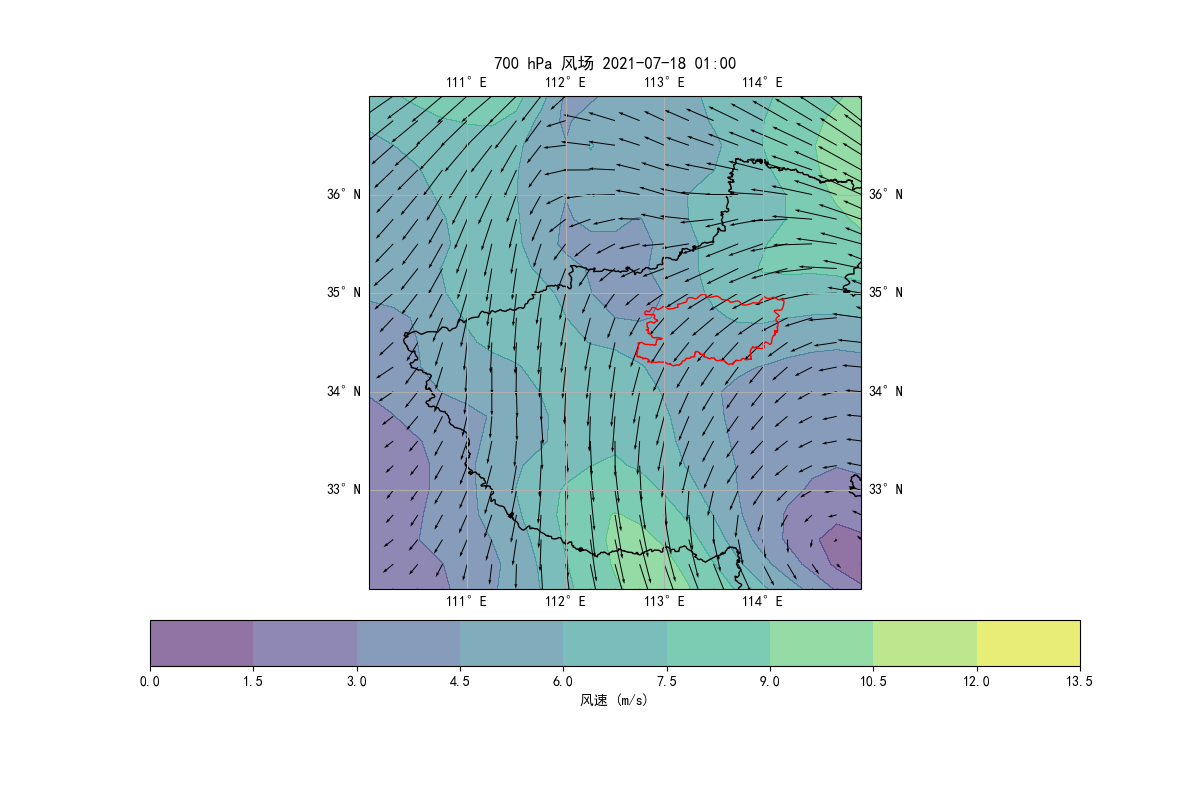 700 hPa 风场 2021-07-18 01:00
111° E 112° E 113° E 114° E
36° N 36° N
35° N 35° N
34° N 34° N
33° N 33° N
111° E 112° E 113° E 114° E
0.0 1.5 3.0 4.5 6.0 7.5 9.0 10.5 12.0 13.5
风速 (m/s)